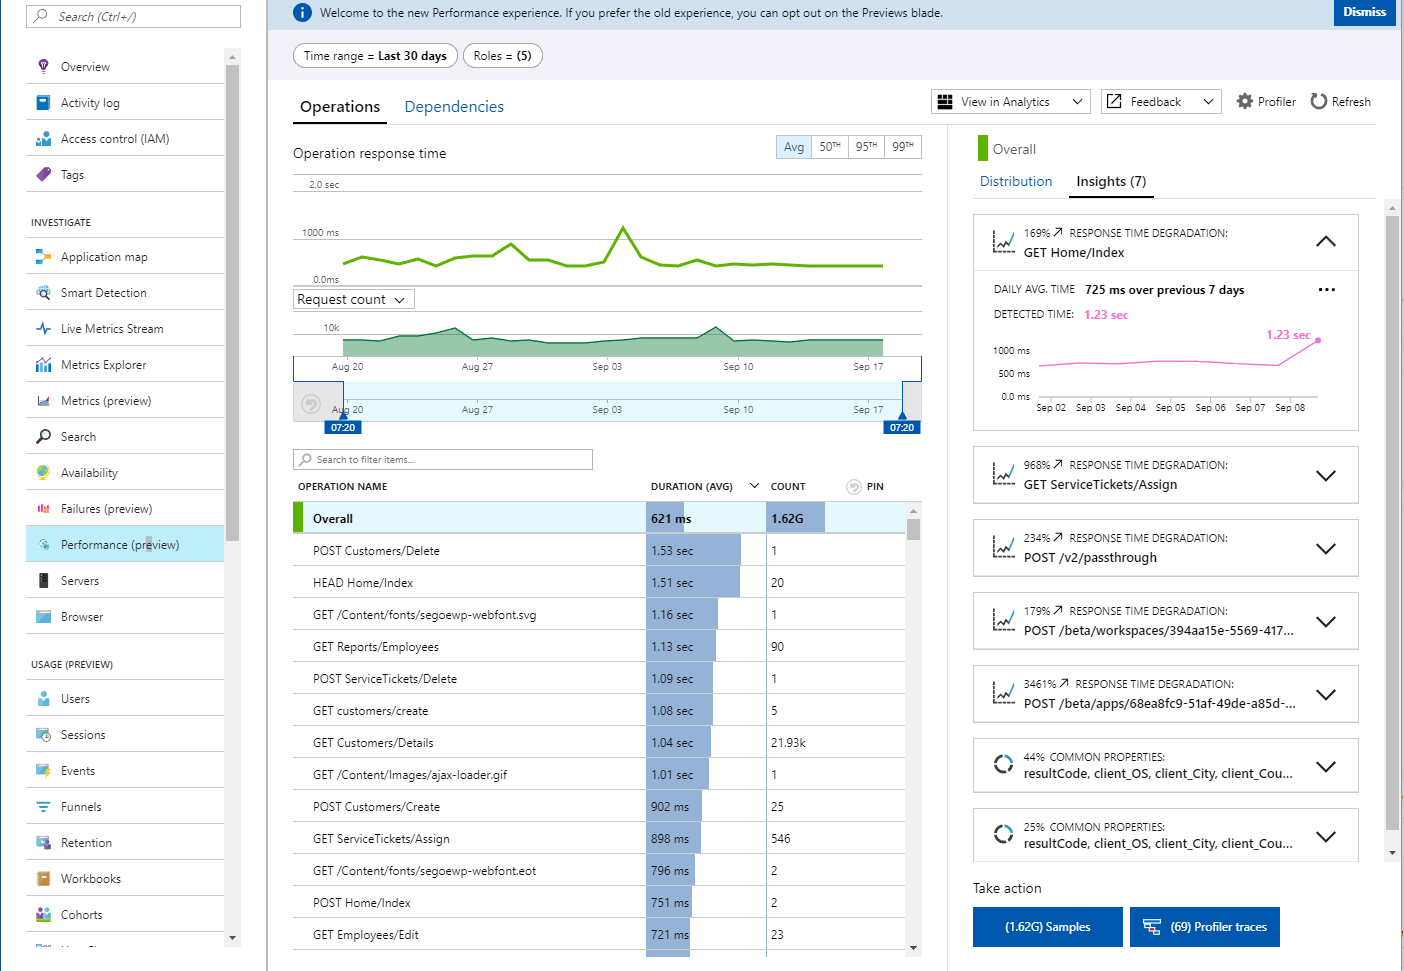 Search (Ctrl+/)
Overview
Activity log
Access control (IAM)
Tags
INVESTIGATE
Application map
Smart Detection
Live Metrics Stream
Metrics Explorer
Metrics (preview)
Search
Availability
Failures (preview)
Performance (preview)
Servers
Browser
USAGE (PREVIEW)
Users
Sessions
Events
Funnels
Retention
Workbooks
Cohorts
Welcome to the new Performance experience. If you prefer the old experience, you can opt out on the Previews blade.
Dismiss
Time range = Last 30 days
Roles = (5)
Operations
Dependencies
View in Analytics
Feedback
Profiler
Refresh
Operation response time
Avg 50TH 95TH 99TH
2.0 sec
1000 ms
0.0ms
Request count
10k
Aug 20 Aug 27 Sep 03 Sep 10 Sep 17
Aug 20 Aug 27 Sep 03 Sep 10 Sep 17
07:20 07:20
Search to filter items...
OPERATION NAME DURATION (AVG) COUNT PIN
Overall 621 ms 1.62G
POST Customers/Delete 1.53 sec 1
HEAD Home/Index 1.51 sec 20
GET /Content/fonts/segoewp-webfont.svg 1.16 sec 1
GET Reports/Employees 1.13 sec 90
POST ServiceTickets/Delete 1.09 sec 1
GET customers/create 1.08 sec 5
GET Customers/Details 1.04 sec 21.93k
GET /Content/Images/ajax-loader.gif 1.01 sec 1
POST Customers/Create 902 ms 25
GET ServiceTickets/Assign 898 ms 546
GET /Content/fonts/segoewp-webfont.eot 796 ms 2
POST Home/Index 751 ms 2
GET Employees/Edit 721 ms 23
Overall
Distribution
Insights (7)
169% RESPONSE TIME DEGRADATION:
GET Home/Index
DAILY AVG. TIME 725 ms over previous 7 days
DETECTED TIME: 1.23 sec
1.23 sec
1000 ms
500 ms
0.0 ms
Sep 02 Sep 03 Sep 04 Sep 05 Sep 06 Sep 07 Sep 08
968% RESPONSE TIME DEGRADATION:
GET ServiceTickets/Assign
234% RESPONSE TIME DEGRADATION:
POST /v2/passthrough
179% RESPONSE TIME DEGRADATION:
POST /beta/workspaces/394aa15e-5569-417...
3461% RESPONSE TIME DEGRADATION:
POST /beta/apps/68ea8fc9-51af-49de-a85d-...
44% COMMON PROPERTIES:
resultCode, client_OS, client_City, client_Cou...
25% COMMON PROPERTIES:
resultCode, client_OS, client_City, client_Cou...
Take action
(1.62G) Samples
(69) Profiler traces